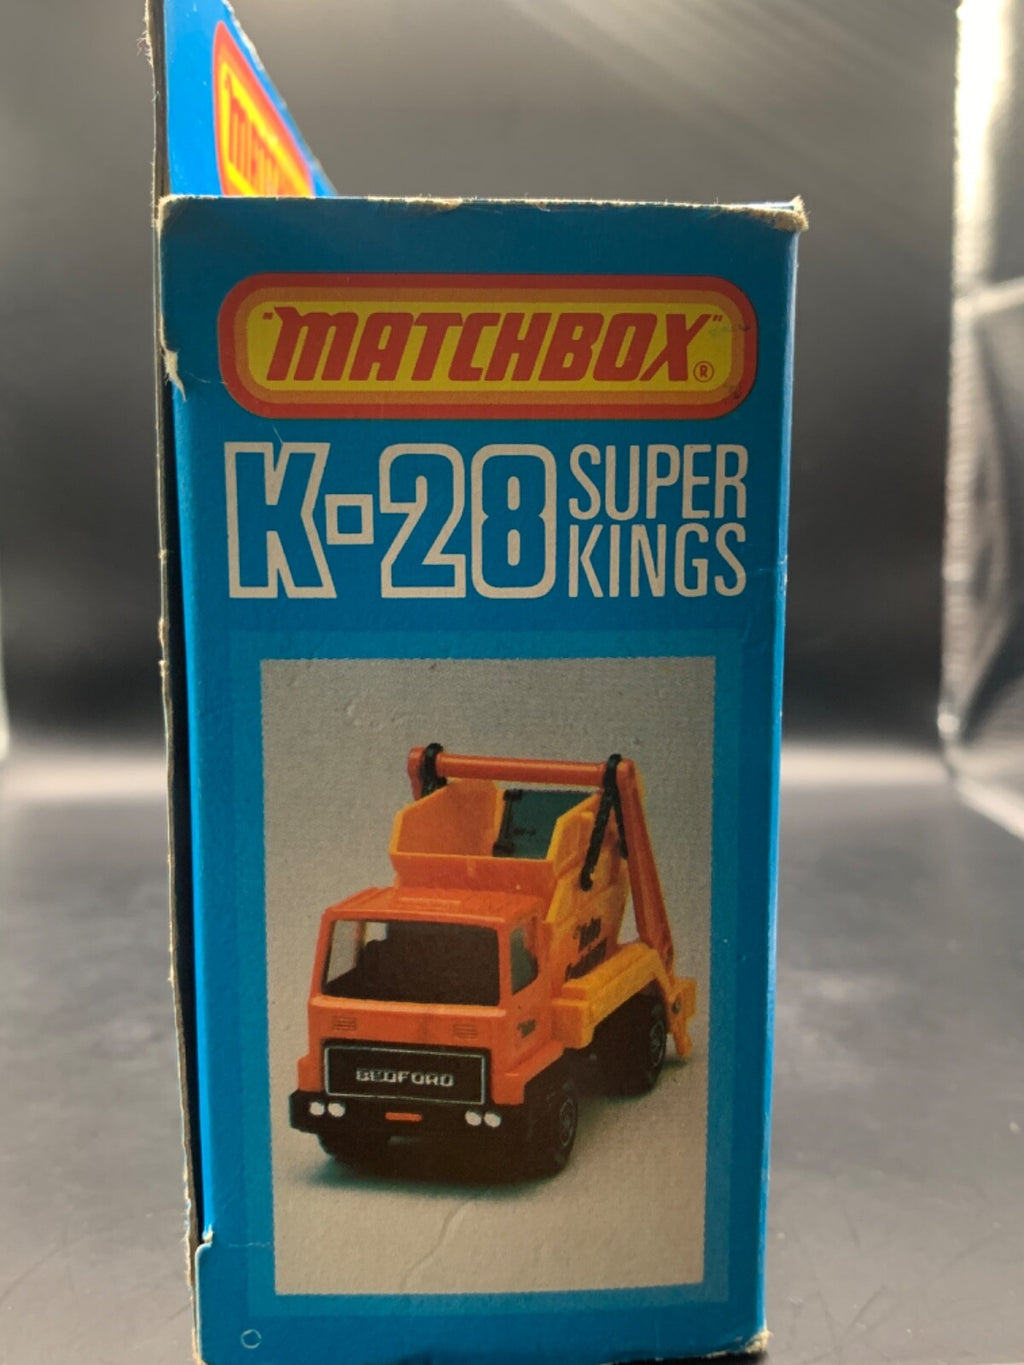 "MATCHBOX"®
K-28 SUPER KINGS
BEDFORD